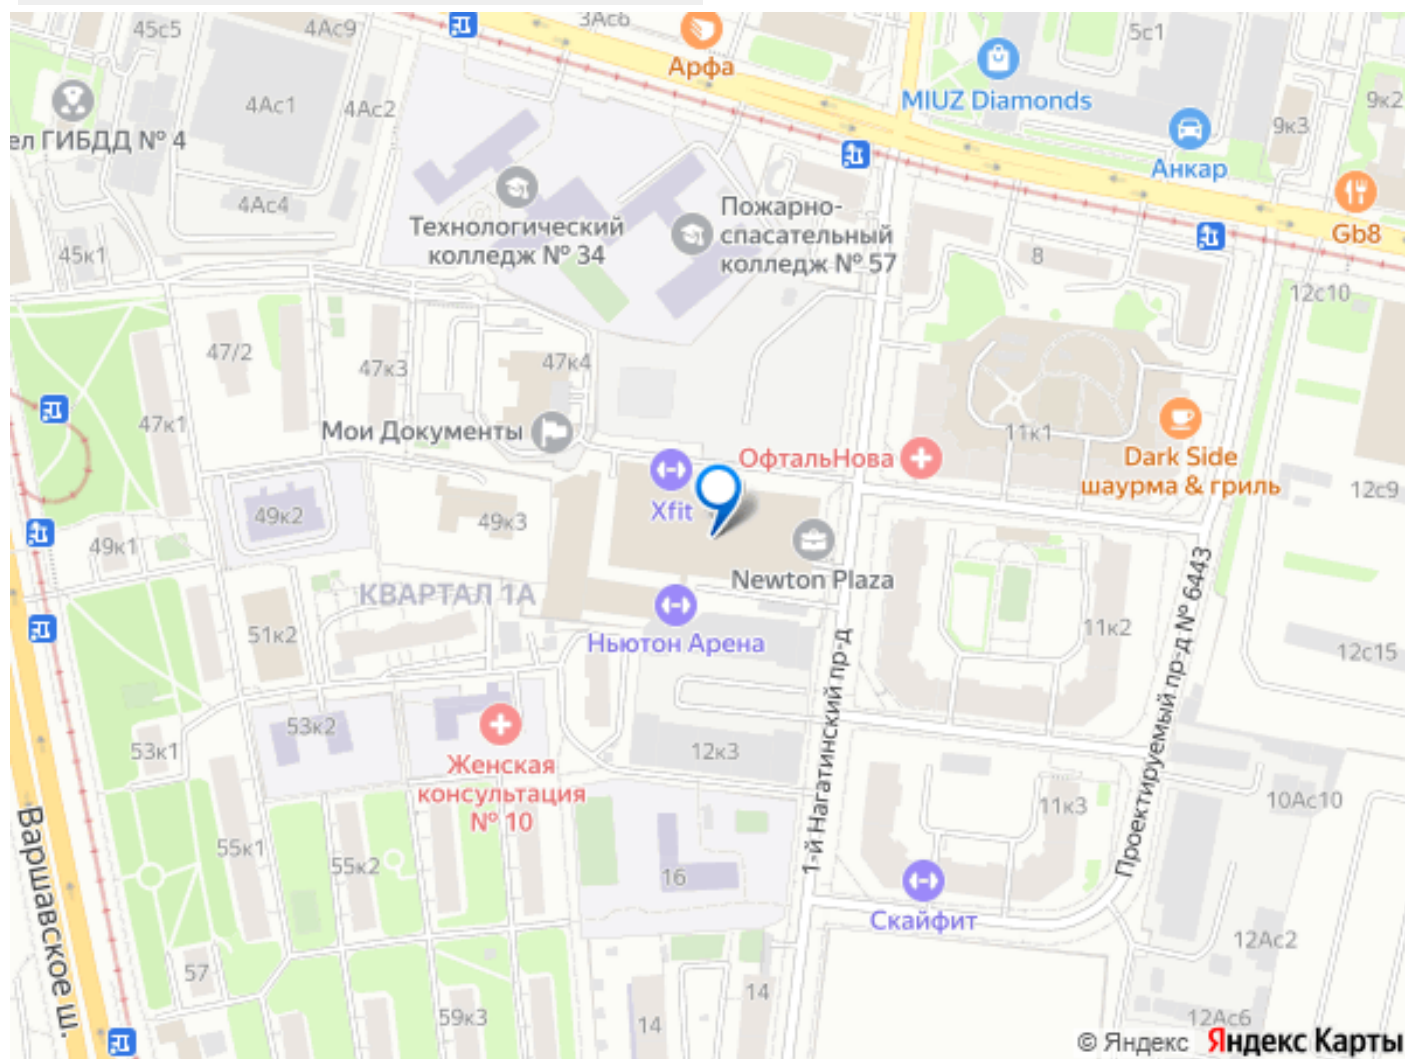 45с5
4Ас9
3Ас6
5с1
Арфа
MIUZ Diamonds
9к2
4Ас1
4Ас2
9к3
ел ГИБДД № 4
Анкар
4Ас4
Технологический
колледж № 34
Пожарно-
спасательный
колледж № 57
Gb8
45к1
8
12с10
47/2
47к3
47к4
47к1
Мои Документы
ОфтальНова
11к1
Dark Side
шаурма & гриль
Xfit
12с9
49к2
49к3
49к1
Newton Plaza
КВАРТАЛ 1А
51к2
Ньютон Арена
11к2
12с15
1-й Нагатинский пр-д
Проектируемый пр-д № 6443
53к2
53к1
12к3
Женская
консультация
№ 10
11к3
10Ас10
Варшавское ш.
55к1
55к2
16
Скайфит
12Ас2
57
14
59к3
14
12Ас6
© Яндекс Яндекс Карты